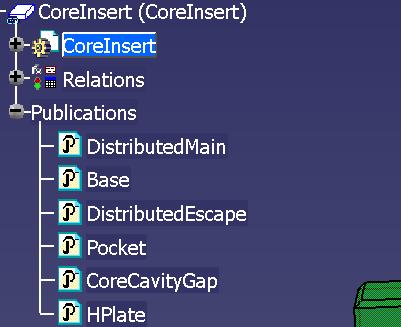 CoreInsert (CoreInsert)
CoreInsert
Relations
Publications
DistributedMain
Base
DistributedEscape
Pocket
CoreCavityGap
HPlate